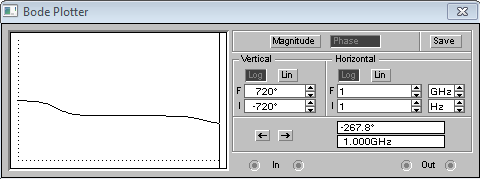 Bode Plotter
Magnitude Phase Save
Vertical Horizontal
Log Lin Log Lin
F 720° F 1 GHz
I -720° I 1 Hz
-267.8°
1.000GHz
In Out